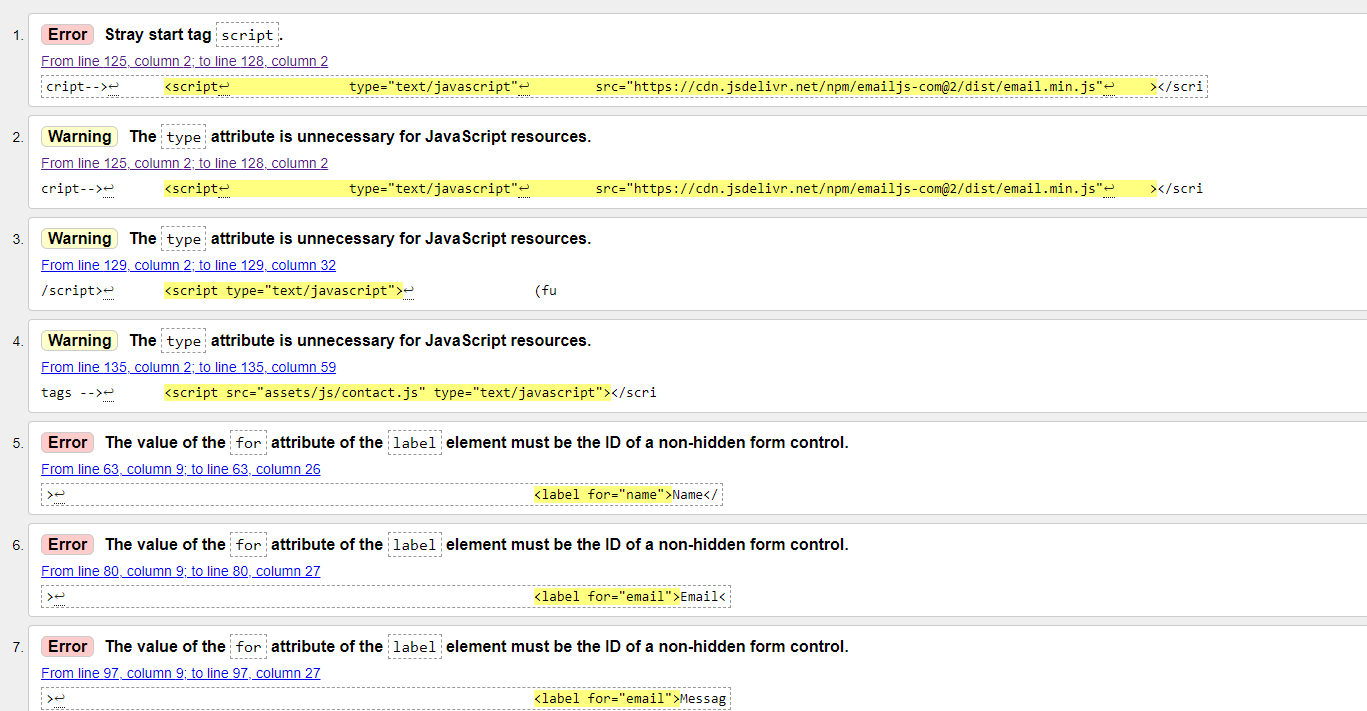 1. Error Stray start tag script.
From line 125, column 2; to line 128, column 2
cript-->↩ <script↩ type="text/javascript"↩ src="https://cdn.jsdelivr.net/npm/emailjs-com@2/dist/email.min.js"↩ ></scri
2. Warning The type attribute is unnecessary for JavaScript resources.
From line 125, column 2; to line 128, column 2
cript-->↩ <script↩ type="text/javascript"↩ src="https://cdn.jsdelivr.net/npm/emailjs-com@2/dist/email.min.js"↩ ></scri
3. Warning The type attribute is unnecessary for JavaScript resources.
From line 129, column 2; to line 129, column 32
/script>↩ <script type="text/javascript">↩ (fu
4. Warning The type attribute is unnecessary for JavaScript resources.
From line 135, column 2; to line 135, column 59
tags -->↩ <script src="assets/js/contact.js" type="text/javascript"></scri
5. Error The value of the for attribute of the label element must be the ID of a non-hidden form control.
From line 63, column 9; to line 63, column 26
>↩ <label for="name">Name</
6. Error The value of the for attribute of the label element must be the ID of a non-hidden form control.
From line 80, column 9; to line 80, column 27
>↩ <label for="email">Email<
7. Error The value of the for attribute of the label element must be the ID of a non-hidden form control.
From line 97, column 9; to line 97, column 27
>↩ <label for="email">Messag